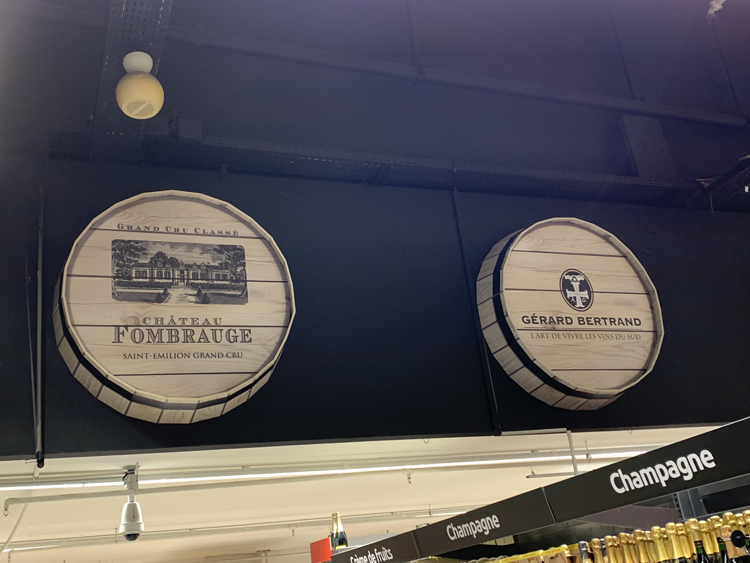 GRAND CRU CLASSÉ
CHÂTEAU
FOMBRAUGE
SAINT-EMILION GRAND CRU
GÉRARD BERTRAND
L'ART DE VIVRE LES VINS DU SUD
Crème de fruits
Champagne
Champagne